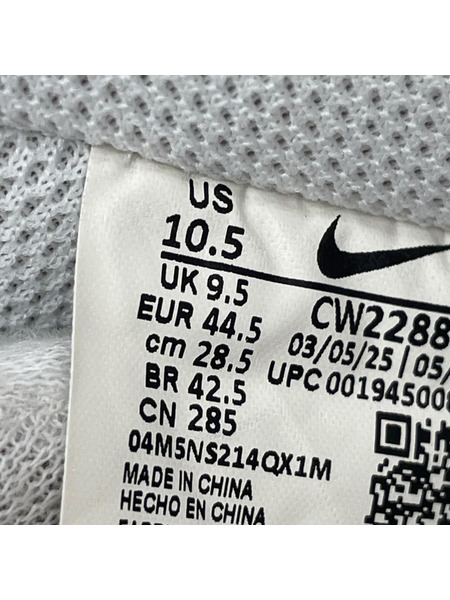 US
10.5
UK 9.5
EUR 44.5
cm 28.5
BR 42.5
CN 285
04M5NS214QX1M
MADE IN CHINA
HECHO EN CHINA
CW2288
03/05/25 | 05/
UPC 00194500